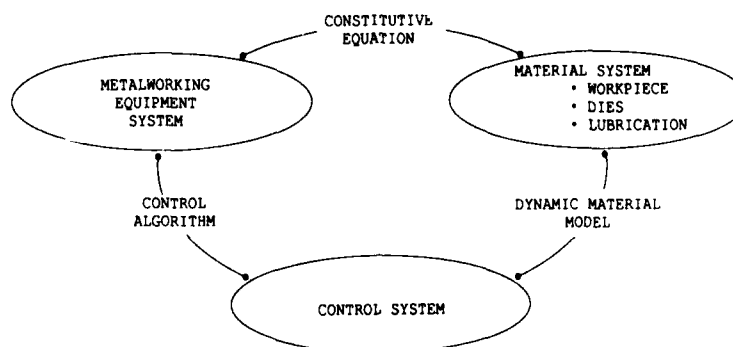 CONSTITUTIVE
EQUATION
METALWORKING
EQUIPMENT
SYSTEM
MATERIAL SYSTEM
• WORKPIECE
• DIES
• LUBRICATION
CONTROL
ALGORITHM
DYNAMIC MATERIAL
MODEL
CONTROL SYSTEM